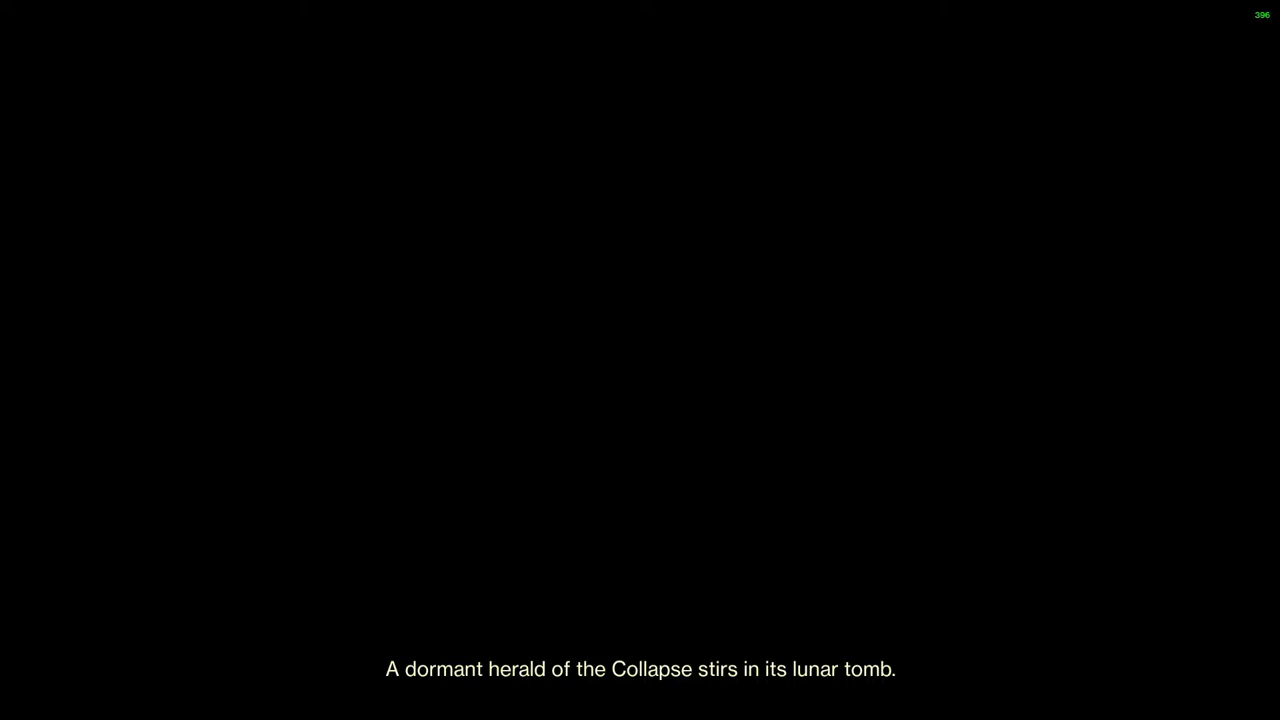 396
A dormant herald of the Collapse stirs in its lunar tomb.